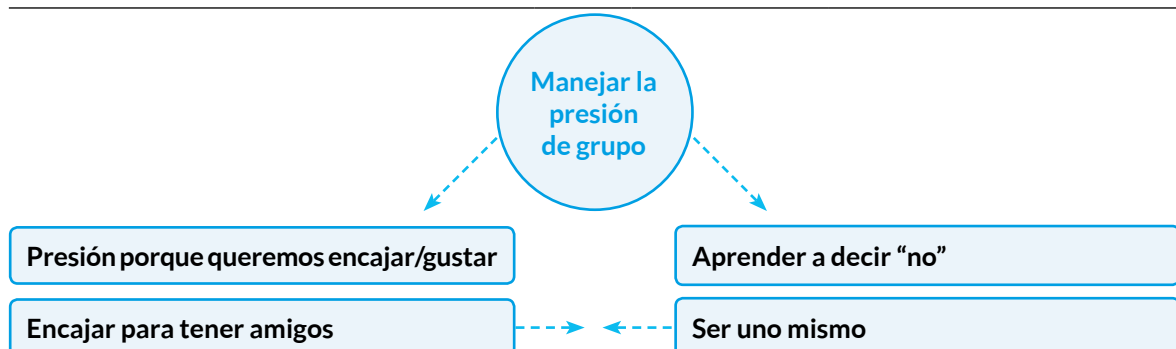 Manejar la
presión
de grupo
Presión porque queremos encajar/gustar
Aprender a decir “no”
Encajar para tener amigos
Ser uno mismo